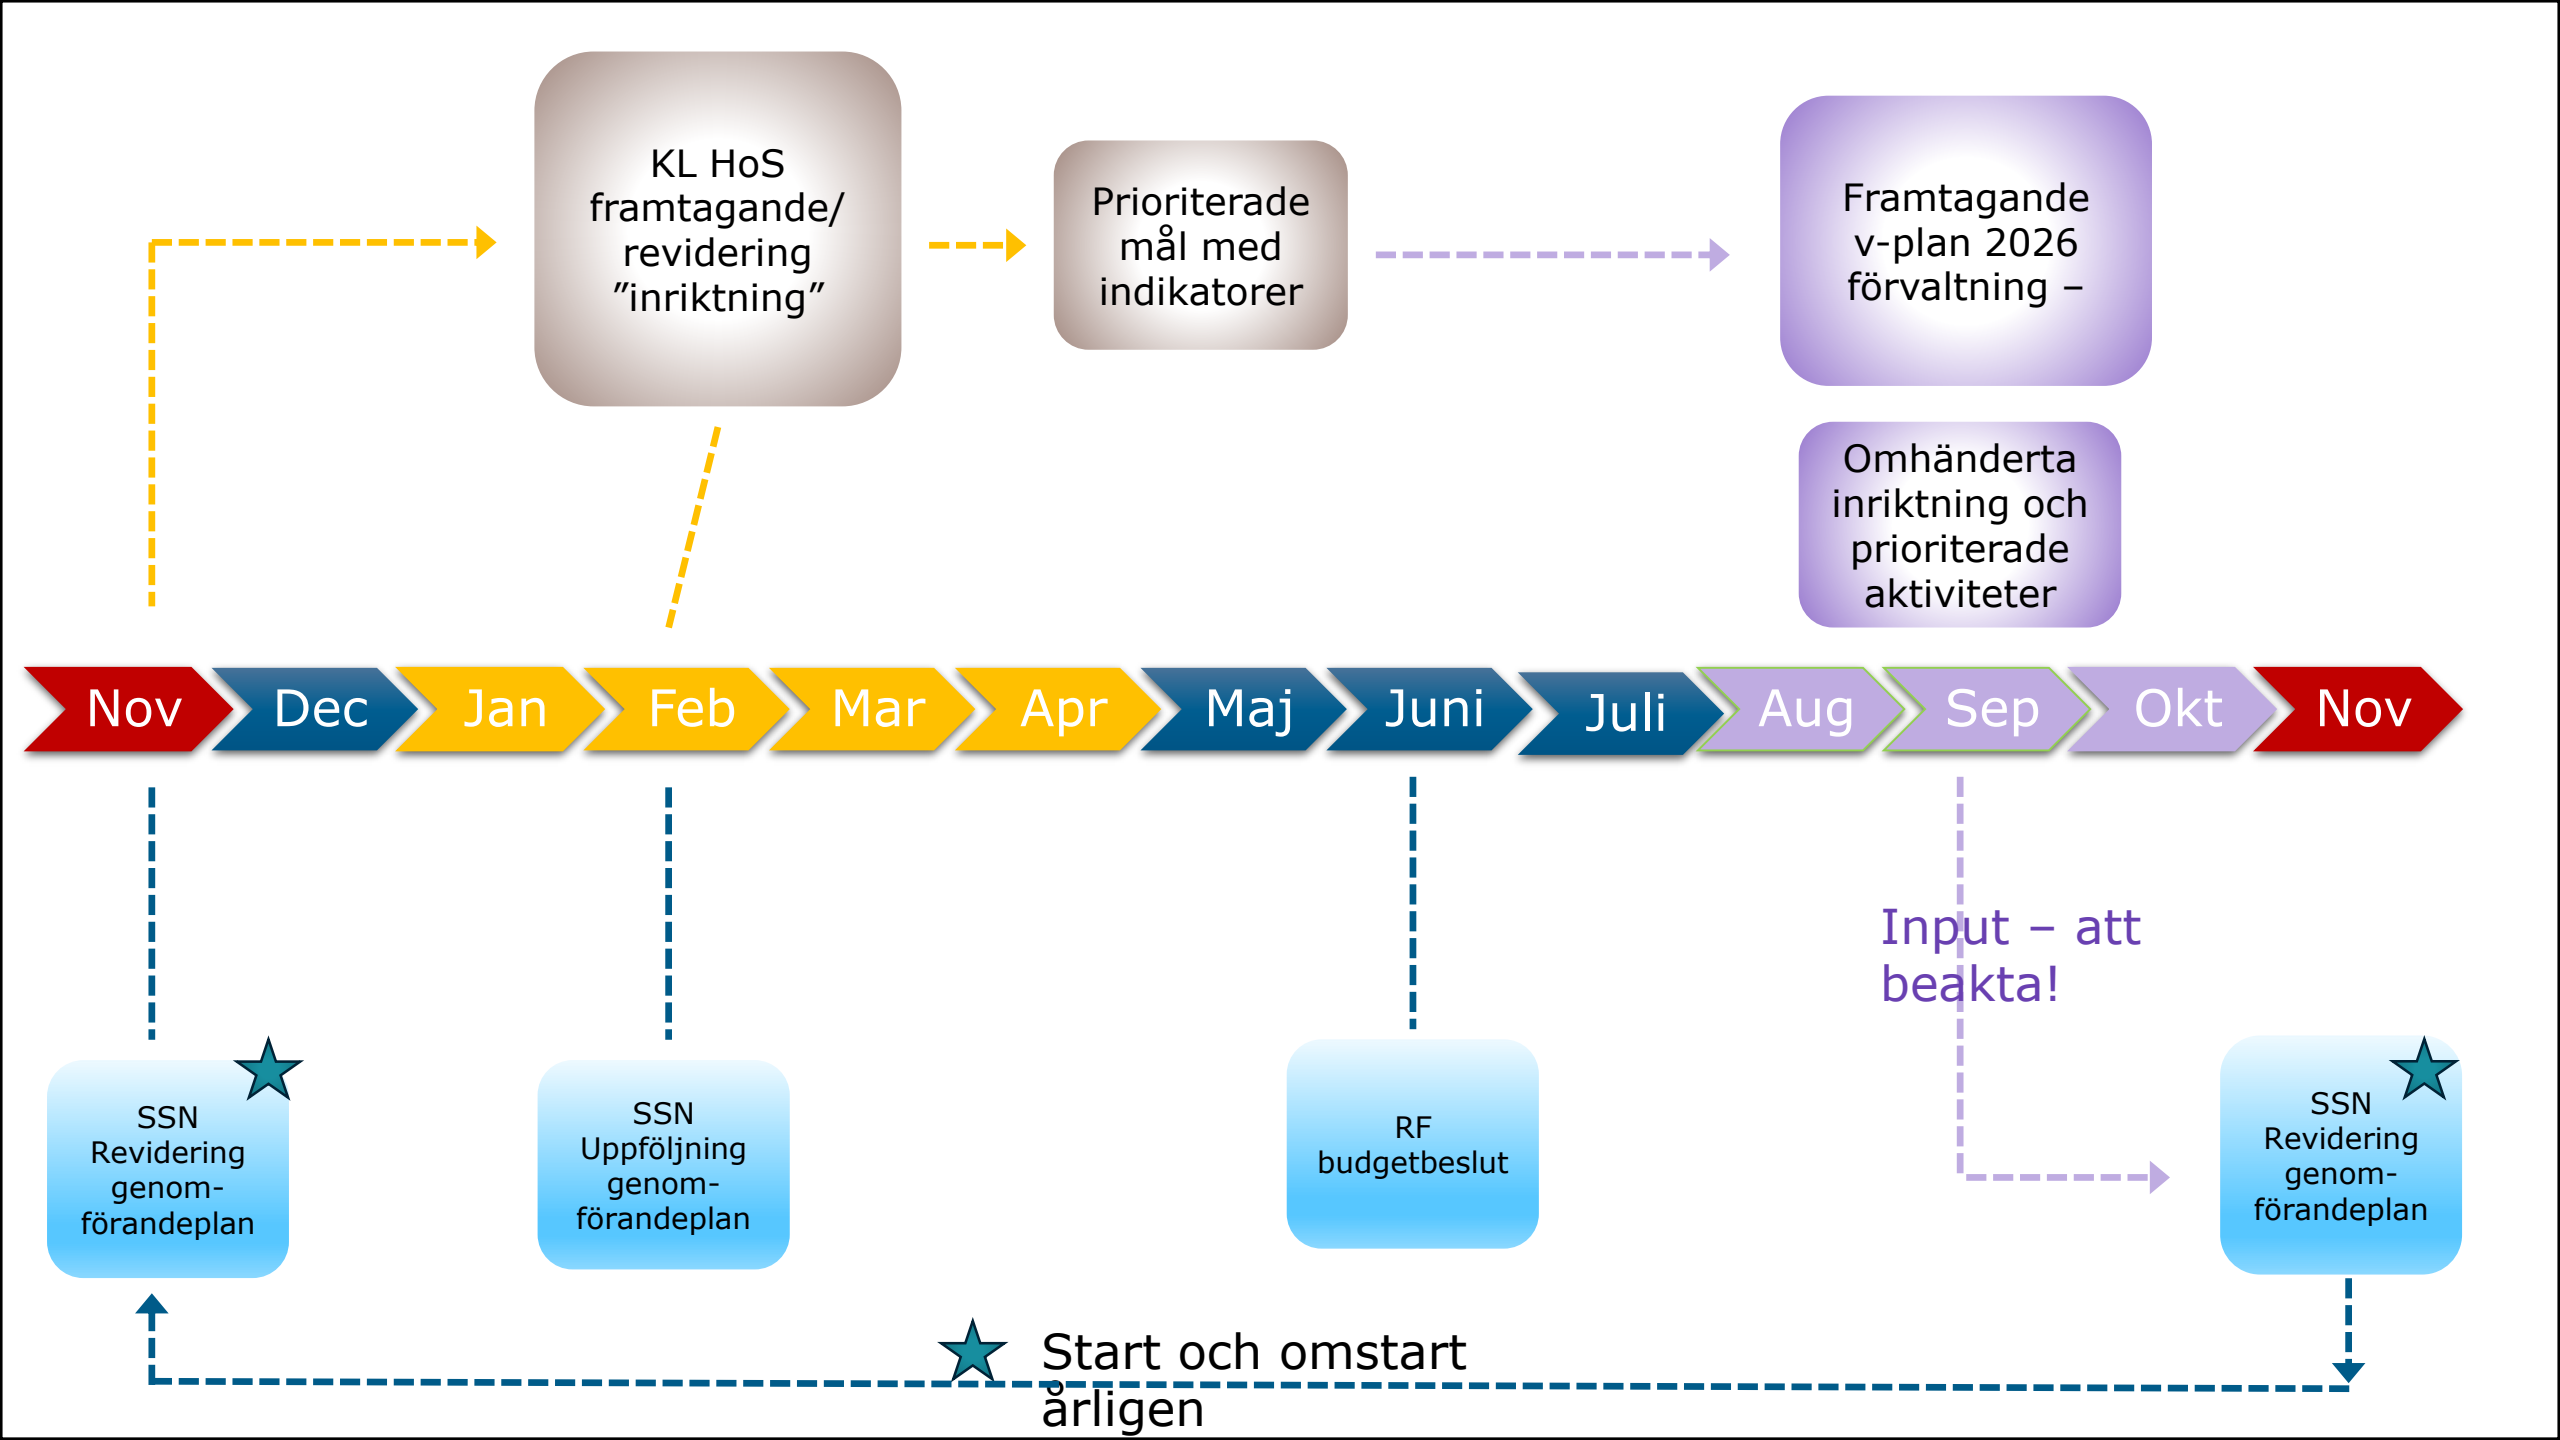 KL HoS
framtagande/
revidering
”inriktning”
Prioriterade
mål med
indikatorer
Framtagande
v-plan 2026
förvaltning –
Omhänderta
inriktning och
prioriterade
aktiviteter
Nov
Dec
Jan
Feb
Mar
Apr
Maj
Juni
Juli
Aug
Sep
Okt
Nov
Input – att
beakta!
SSN
Revidering
genom-
förandeplan
SSN
Uppföljning
genom-
förandeplan
RF
budgetbeslut
SSN
Revidering
genom-
förandeplan
Start och omstart
årligen